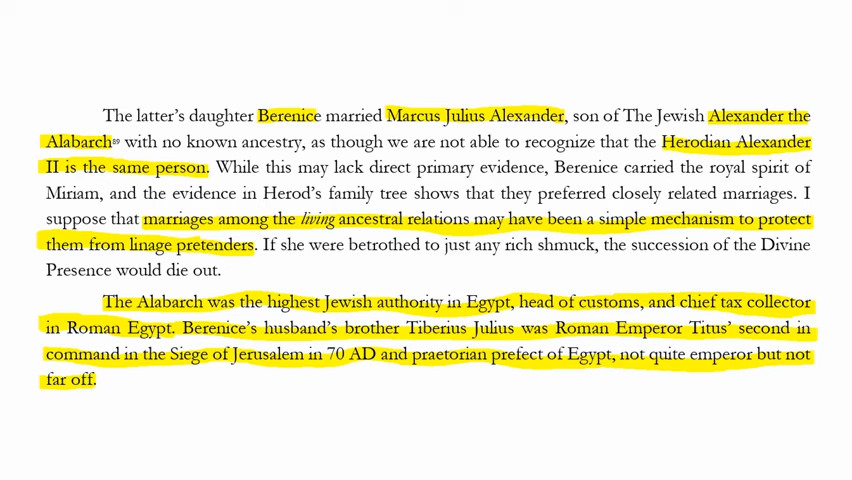 The latter's daughter Berenice married Marcus Julius Alexander, son of The Jewish Alexander the
Alabarch⁵⁹ with no known ancestry, as though we are not able to recognize that the Herodian Alexander
II is the same person. While this may lack direct primary evidence, Berenice carried the royal spirit of
Miriam, and the evidence in Herod's family tree shows that they preferred closely related marriages. I
suppose that marriages among the living ancestral relations may have been a simple mechanism to protect
them from linage pretenders. If she were betrothed to just any rich shmuck, the succession of the Divine
Presence would die out.
The Alabarch was the highest Jewish authority in Egypt, head of customs, and chief tax collector
in Roman Egypt. Berenice's husband's brother Tiberius Julius was Roman Emperor Titus' second in
command in the Siege of Jerusalem in 70 AD and praetorian prefect of Egypt, not quite emperor but not
far off.